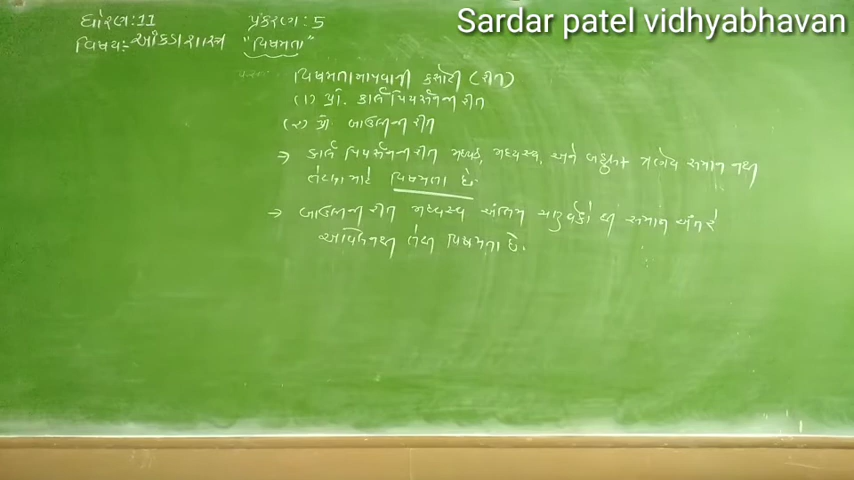 Sardar patel vidhyabhavan
ધોરણ:11 પ્રકરણ:5
વિષય:-આંકડાશાસ્ત્ર "વિષમતા"
વિષમતા માપવાની કસોટી (રીત)
(1) પ્રો. કાર્લ પિયર્સનની રીત
(૨) પ્રો. બાઉલીની રીત
⇒ કાર્લ પિયર્સનની રીત મધ્યક, મધ્યસ્થ, અને બહુલક ત્રણેય સમાન નથી
તેના માટે વિષમતા છે.
⇒ બાઉલીની રીત મધ્યસ્થ અંતિમ ચતુર્થકો થી સમાન અંતરે
આવેલ નથી તેથી વિષમતા છે.